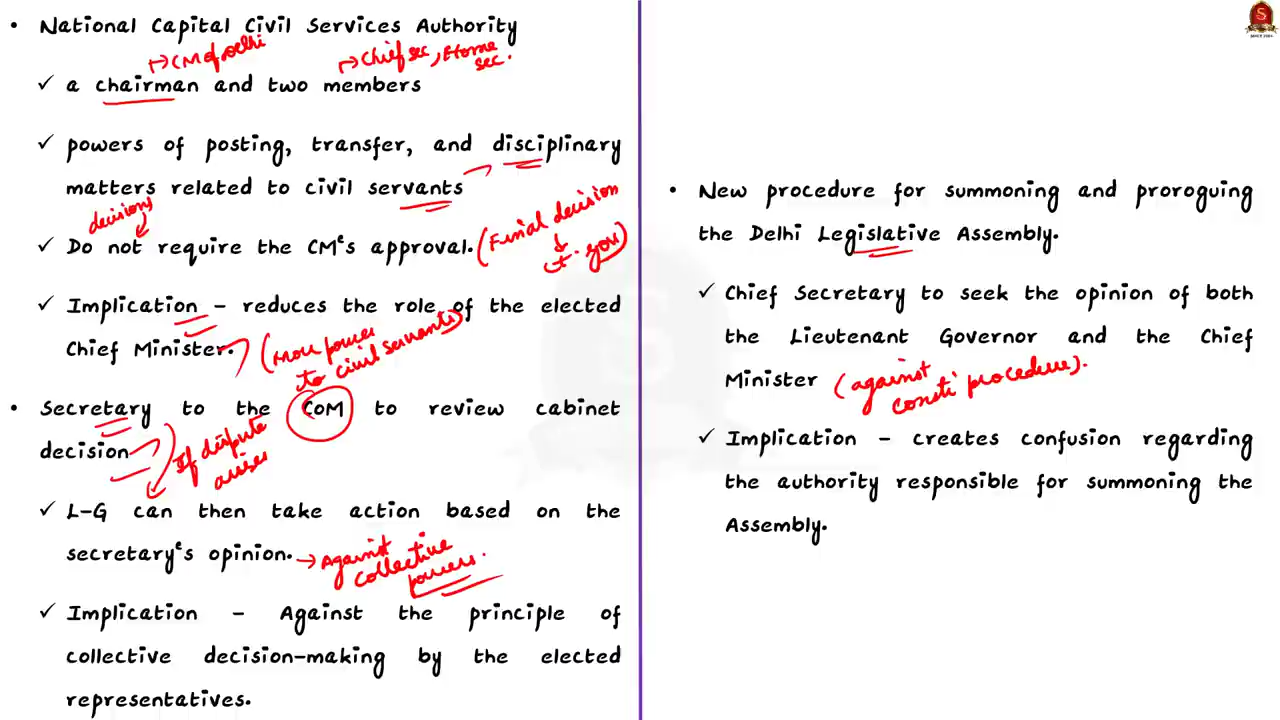 • National Capital Civil Services Authority
↦ CM of Delhi
↦ Chief sec, Home sec.
✓ a chairman and two members
✓ powers of posting, transfer, and disciplinary
matters related to civil servants
decisions
✓ Do not require the CMᵉs approval.
(Final decision
↓
Lt. gov)
✓ Implication – reduces the role of the elected
Chief Minister.
(More power
to civil servants)
• Secretary to the CoM to review cabinet
decision
If dispute
arises
✓ L-G can then take action based on the
secretaryᵉs opinion.
→ Against
collective
powers.
✓ Implication – Against the principle of
collective decision-making by the elected
representatives.
• New procedure for summoning and proroguing
the Delhi Legislative Assembly.
✓ Chief Secretary to seek the opinion of both
the Lieutenant Governor and the Chief
Minister
(against
consti procedure).
✓ Implication – creates confusion regarding
the authority responsible for summoning the
Assembly.